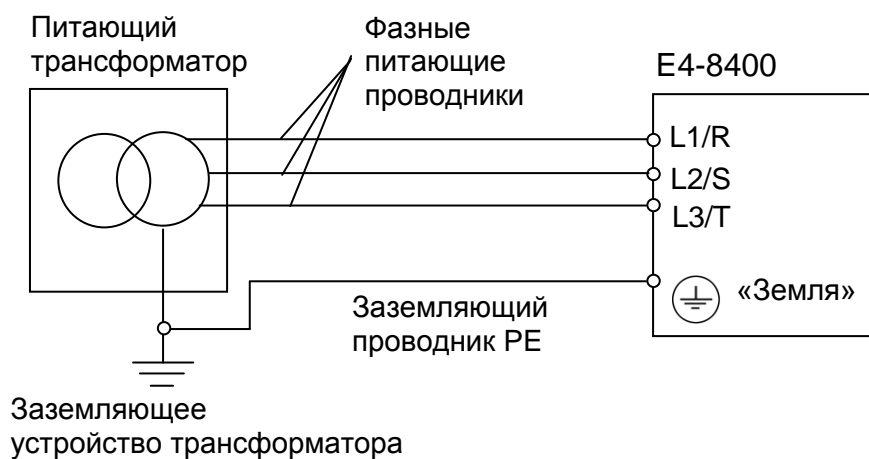 Питающий
трансформатор
Фазные
питающие
проводники
E4-8400
L1/R
L2/S
L3/T
«Земля»
Заземляющий
проводник PE
Заземляющее
устройство трансформатора